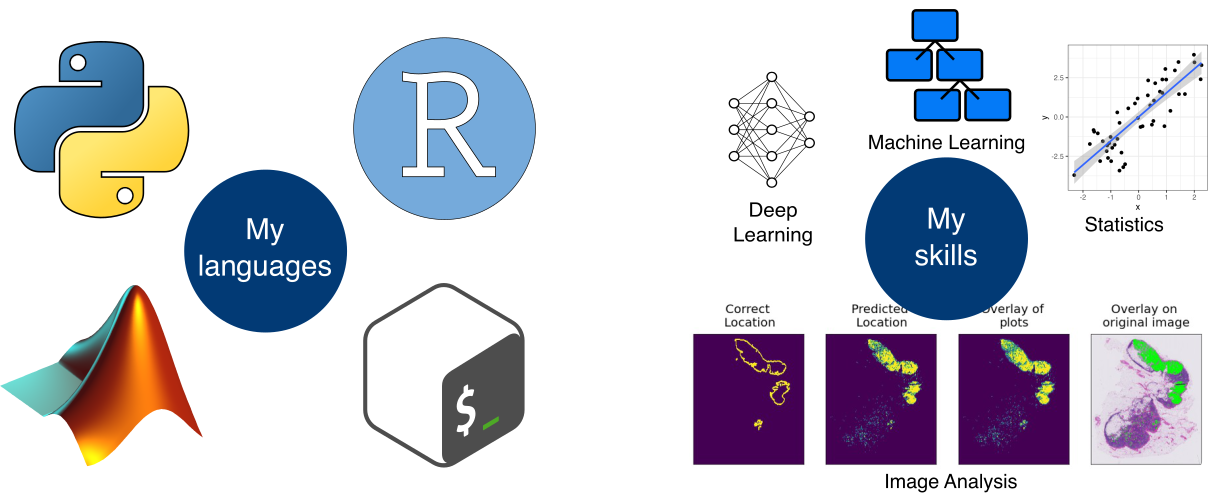 R
My
languages
$_
Deep
Learning
Machine Learning
2.5
0.0
-2.5
y
-2
-1
0
1
2
x
Statistics
My
skills
Correct
Location
Predicted
Location
Overlay of
plots
Overlay on
original image
Image Analysis